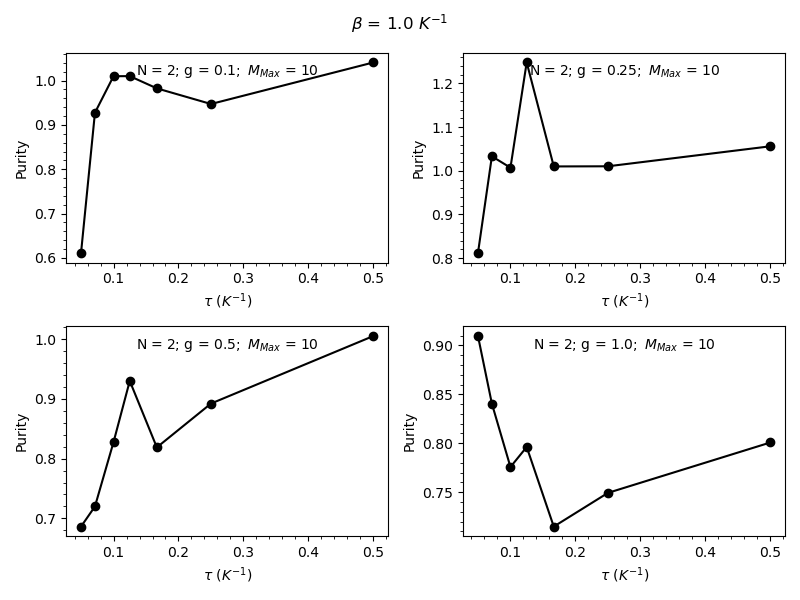 β = 1.0 K⁻¹
N = 2; g = 0.1; M_Max = 10
Purity
1.0
0.9
0.8
0.7
0.6
0.1 0.2 0.3 0.4 0.5
τ (K⁻¹)
N = 2; g = 0.25; M_Max = 10
Purity
1.2
1.1
1.0
0.9
0.8
0.1 0.2 0.3 0.4 0.5
τ (K⁻¹)
N = 2; g = 0.5; M_Max = 10
Purity
1.0
0.9
0.8
0.7
0.1 0.2 0.3 0.4 0.5
τ (K⁻¹)
N = 2; g = 1.0; M_Max = 10
Purity
0.90
0.85
0.80
0.75
0.1 0.2 0.3 0.4 0.5
τ (K⁻¹)